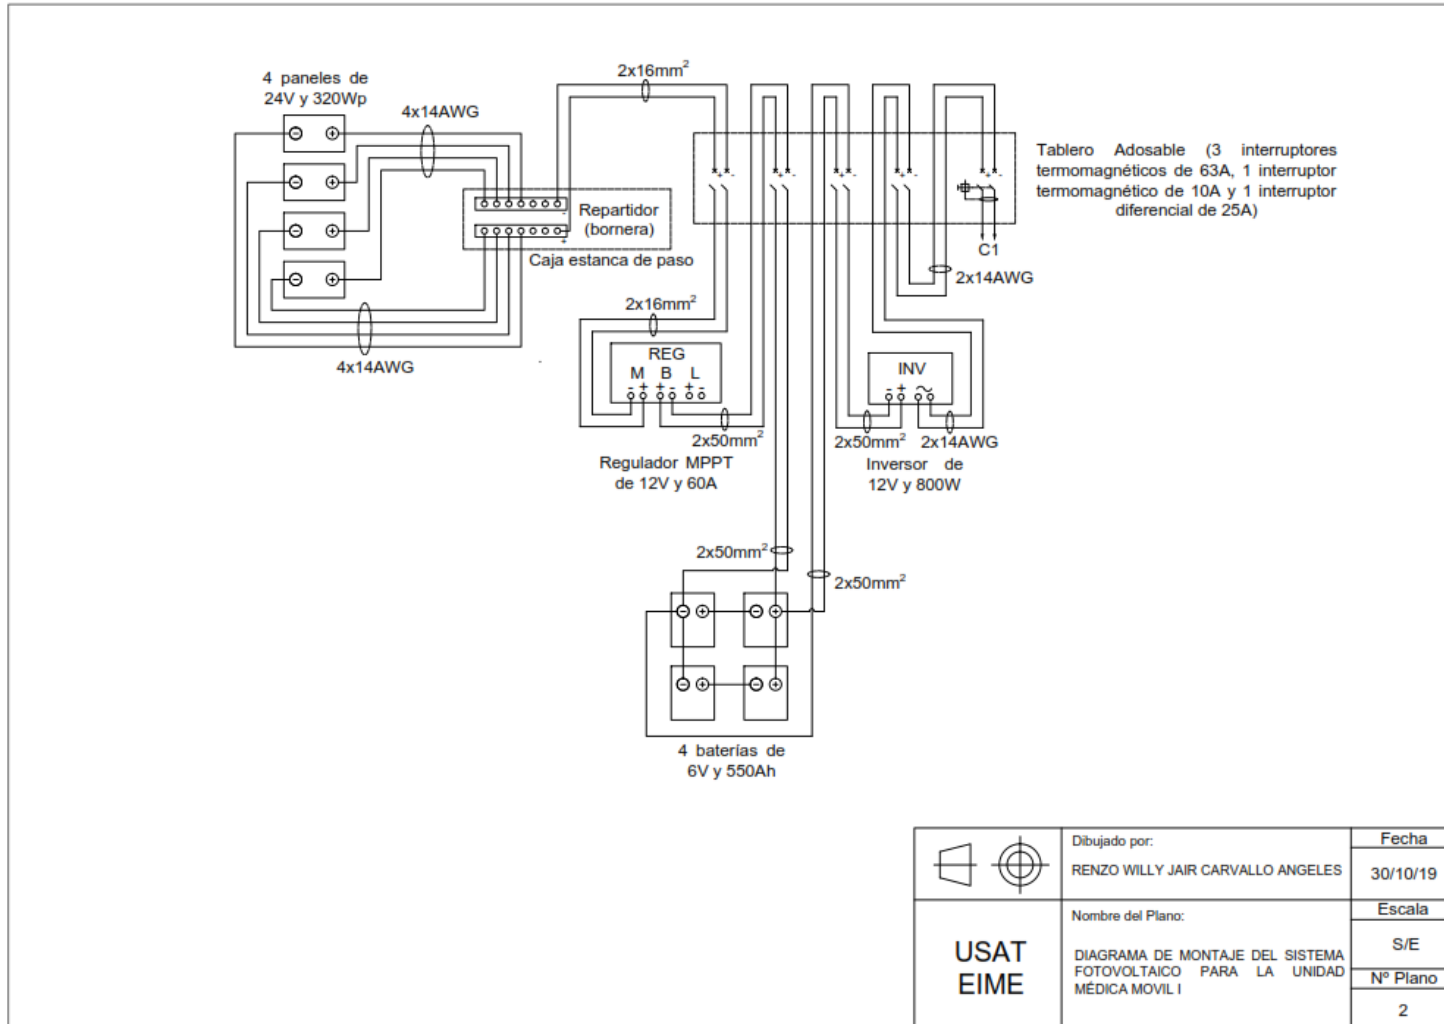 4 paneles de
24V y 320Wp
4x14AWG
2x16mm²
Tablero Adosable (3 interruptores
termomagnéticos de 63A, 1 interruptor
termomagnético de 10A y 1 interruptor
diferencial de 25A)
Repartidor
(bornera)
Caja estanca de paso
C1
2x14AWG
2x16mm²
4x14AWG
REG
M B L
- + + - + -
INV
- +
2x50mm²
2x50mm²
2x14AWG
Regulador MPPT
de 12V y 60A
Inversor de
12V y 800W
2x50mm²
2x50mm²
4 baterías de
6V y 550Ah
Dibujado por:
RENZO WILLY JAIR CARVALLO ANGELES
Fecha
30/10/19
USAT
EIME
Nombre del Plano:
DIAGRAMA DE MONTAJE DEL SISTEMA
FOTOVOLTAICO PARA LA UNIDAD
MÉDICA MOVIL I
Escala
S/E
Nº Plano
2